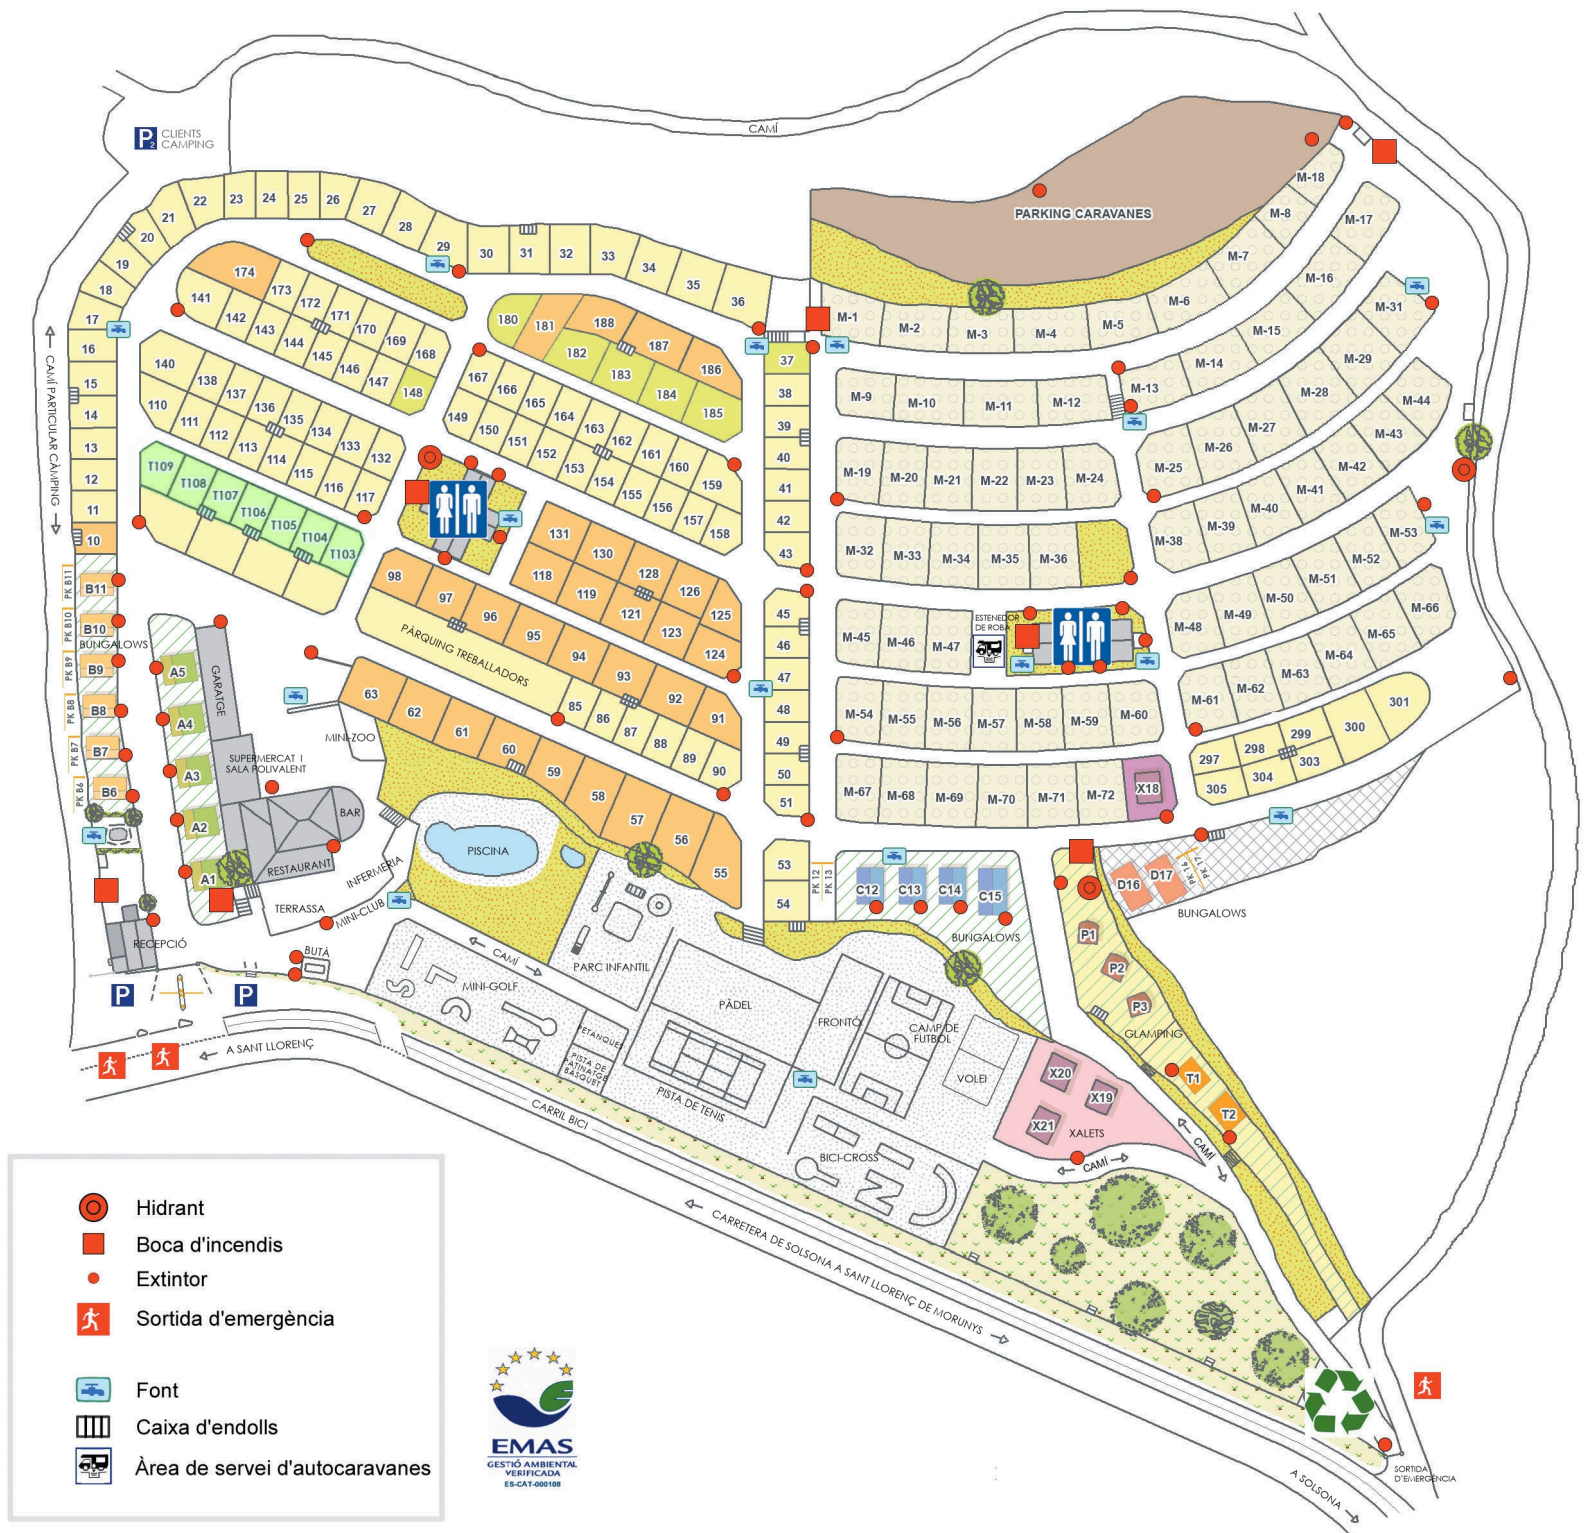 CAMÍ
P2 CLIENTS
CAMPING
PARKING CARAVANES
CAMÍ PARTICULAR CÀMPING
22 23 24 25 26 27 28 29 30 31 32 33 34 35 36
21 20 19 18 17 16 15 14 13 12 11 10
174 173 172 171 170 169 168
141 142 143 144 145 146 147 148
180 181 188 187 186
182 183 184 185
140 138 137 136 135 134 133 132
110 111 112 113 114 115 116 117
167 166 165 164 163 162 161 160 159
149 150 151 152 153 154 155 156 157 158
T109 T108 T107 T106 T105 T104 T103
131 130 128 126 125
118 119 121 123 124
98 97 96 95 94 93 92 91
PÀRQUING TREBALLADORS
85 86 87 88 89 90
63 62 61 60 59 58 57 56 55
37 38 39 40 41 42 43
45 46 47 48 49 50 51
53 54
M-1 M-2 M-3 M-4 M-5 M-6 M-7 M-8 M-18
M-9 M-10 M-11 M-12 M-13 M-14 M-15 M-16 M-17
M-19 M-20 M-21 M-22 M-23 M-24 M-25 M-26 M-27 M-28 M-29 M-31
M-32 M-33 M-34 M-35 M-36 M-38 M-39 M-40 M-41 M-42 M-43 M-44
M-45 M-46 M-47 M-48 M-49 M-50 M-51 M-52 M-53
ESTENEDOR
DE ROBA
M-54 M-55 M-56 M-57 M-58 M-59 M-60 M-61 M-62 M-63 M-64 M-65 M-66
M-67 M-68 M-69 M-70 M-71 M-72 X18
297 298 299 300 301
305 304 303
PK B11 B11
PK B10 B10
BUNGALOWS
PK B9 B9
PK B8 B8
PK B7 B7
PK B6 B6
A5 A4 A3 A2 A1
GARATGE
SUPERMERCAT I
SALA POLIVALENT
BAR
RESTAURANT
TERRASSA
INFERMERIA
MINI-CLUB
MINI-ZOO
PISCINA
RECEPCIÓ
BUTÀ
P P
PK 12
PK 13
C12 C13 C14 C15
BUNGALOWS
D16 D17
PK 16
PK 17
BUNGALOWS
P1
P2
P3
GLAMPING
T1
T2
CAMÍ
MINI-GOLF
PARC INFANTIL
PÀDEL
FRONTÓ
CAMP DE
FUTBOL
VOLEI
PETANQUES
PISTA DE
PATINATGE
BÀSQUET
PISTA DE TENIS
BICI-CROSS
X20
X19
X21
XALETS
CAMÍ
CAMÍ
A SANT LLORENÇ
CARRIL BICI
CARRETERA DE SOLSONA A SANT LLORENÇ DE MORUNYS
A SOLSONA
SORTIDA
D'EMERGÈNCIA
Hidrant
Boca d'incendis
Extintor
Sortida d'emergència
Font
Caixa d'endolls
Àrea de servei d'autocaravanes
EMAS
GESTIÓ AMBIENTAL
VERIFICADA
ES-CAT-000108